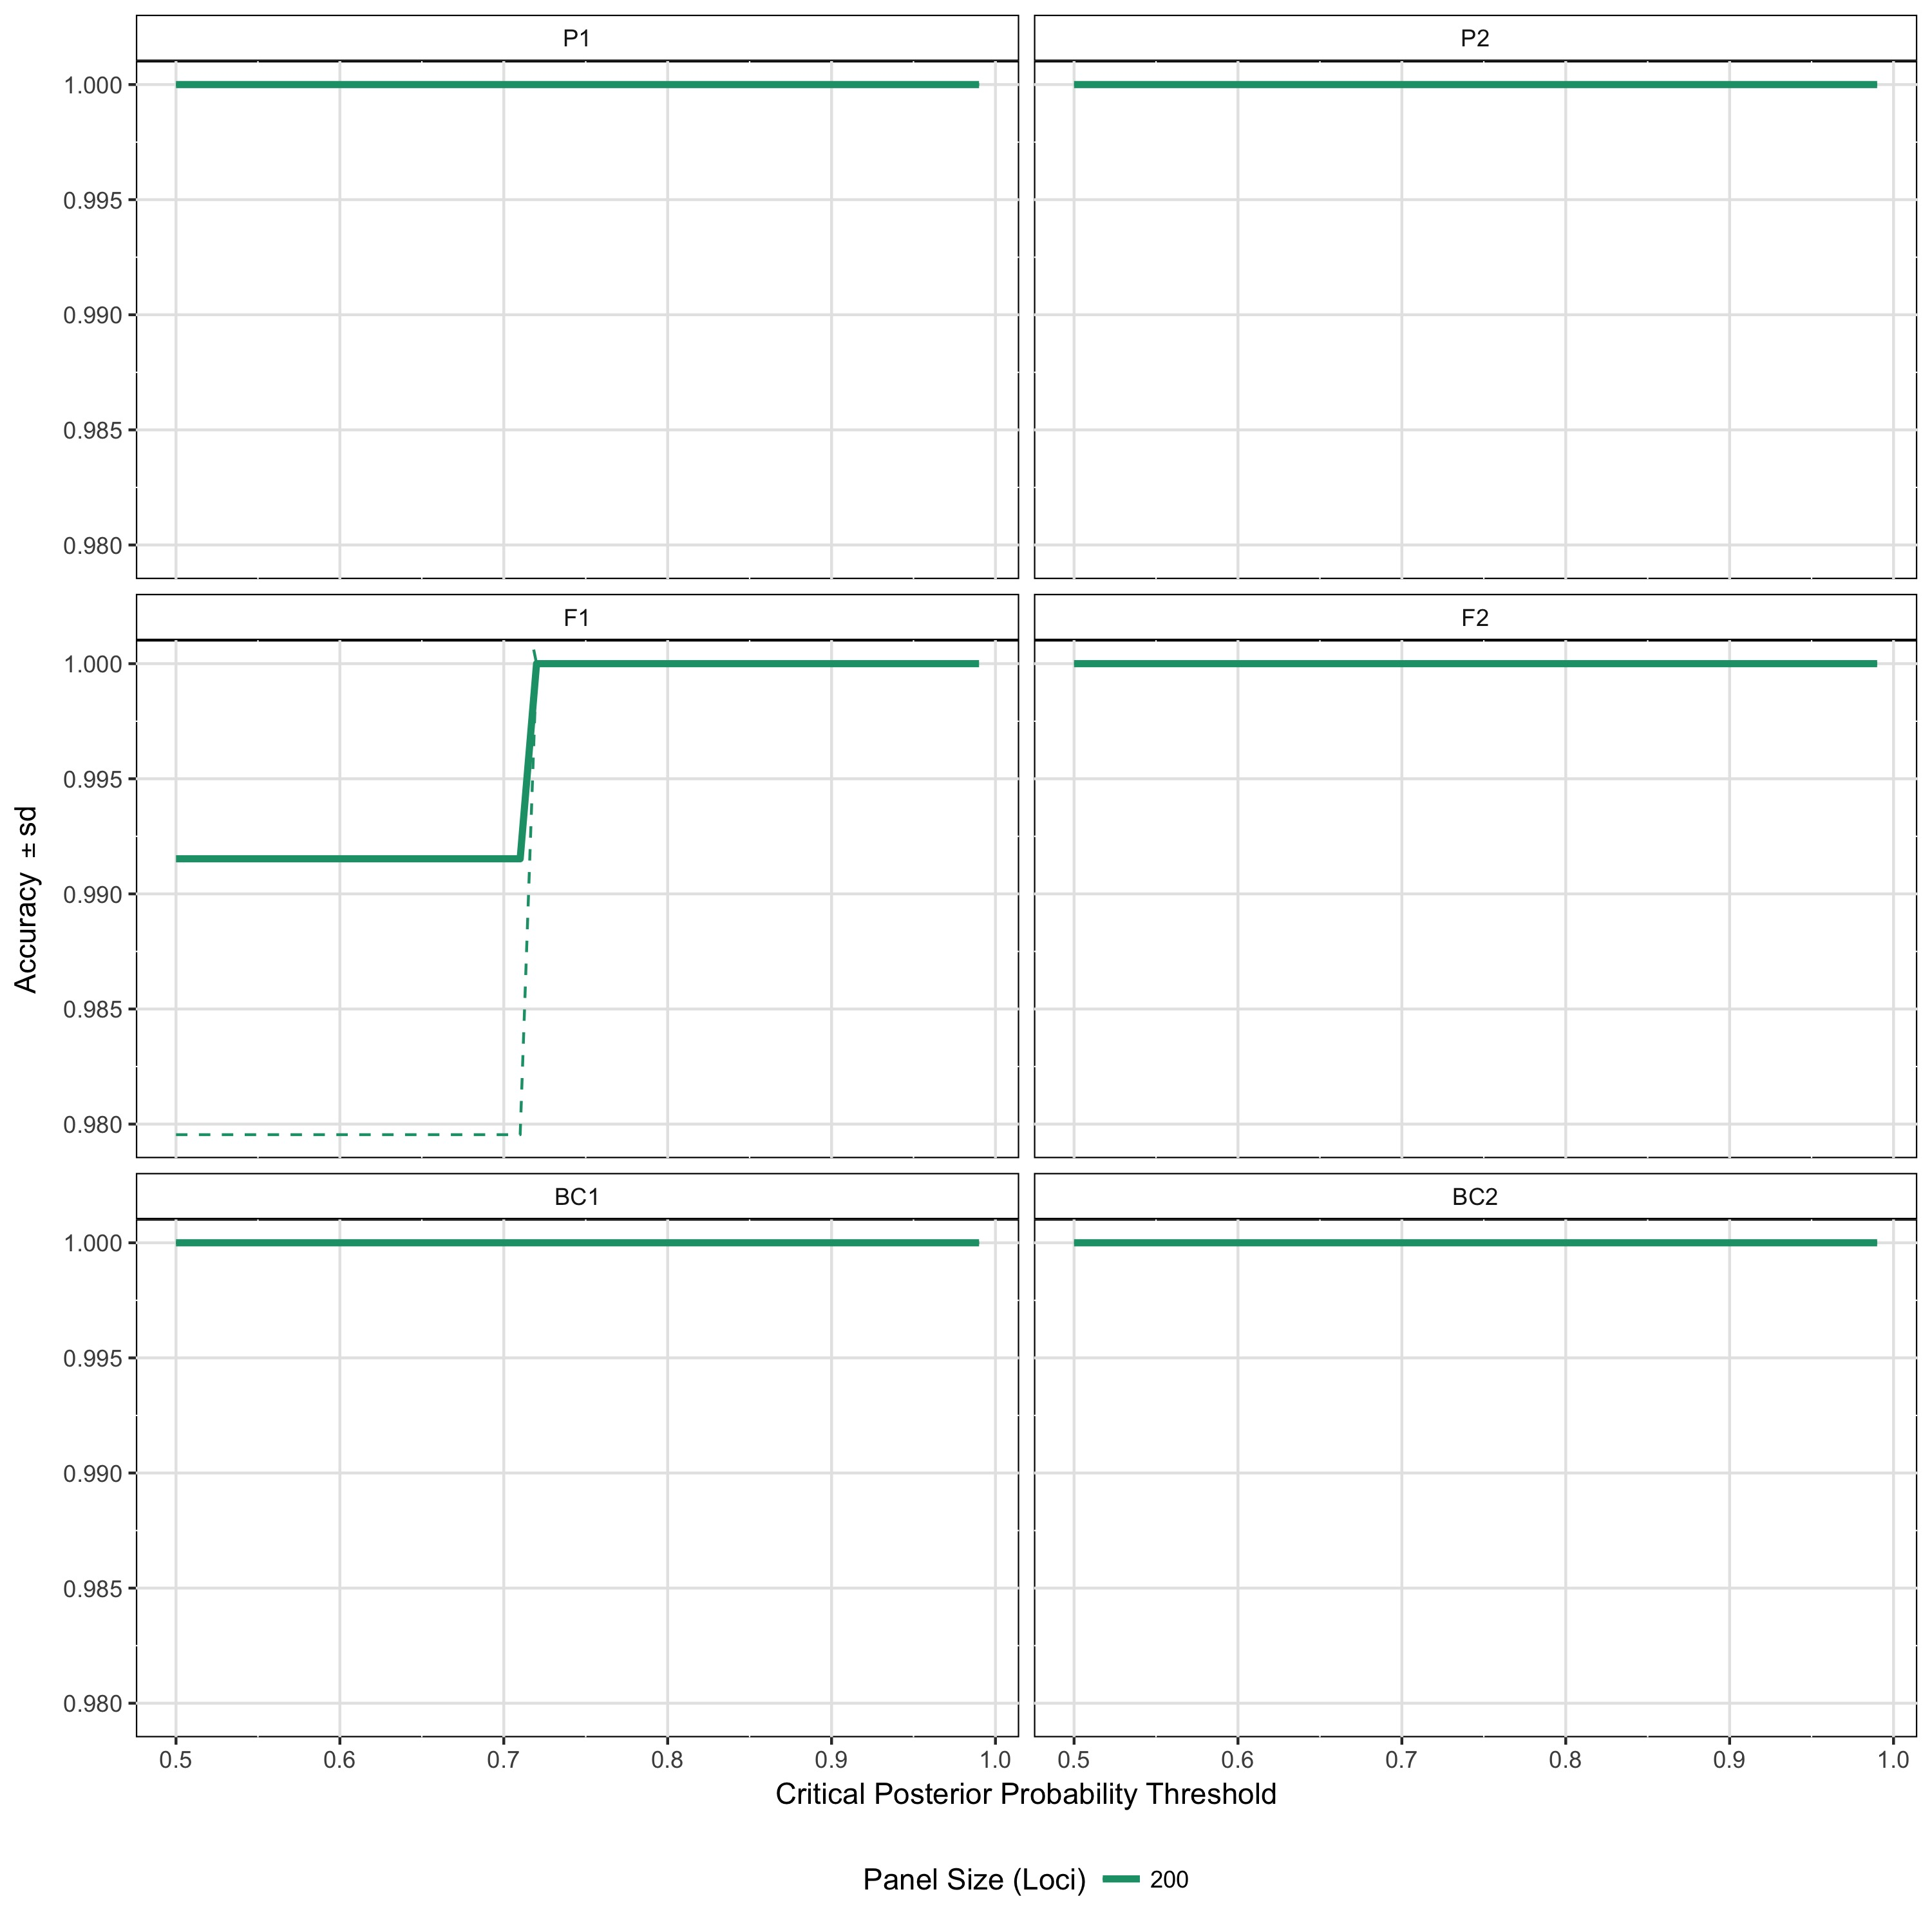 P1 P2
1.000
0.995
0.990
0.985
0.980
F1 F2
1.000
0.995
0.990
0.985
0.980
Accuracy ± sd
BC1 BC2
1.000
0.995
0.990
0.985
0.980
0.5 0.6 0.7 0.8 0.9 1.0 0.5 0.6 0.7 0.8 0.9 1.0
Critical Posterior Probability Threshold
Panel Size (Loci) 200